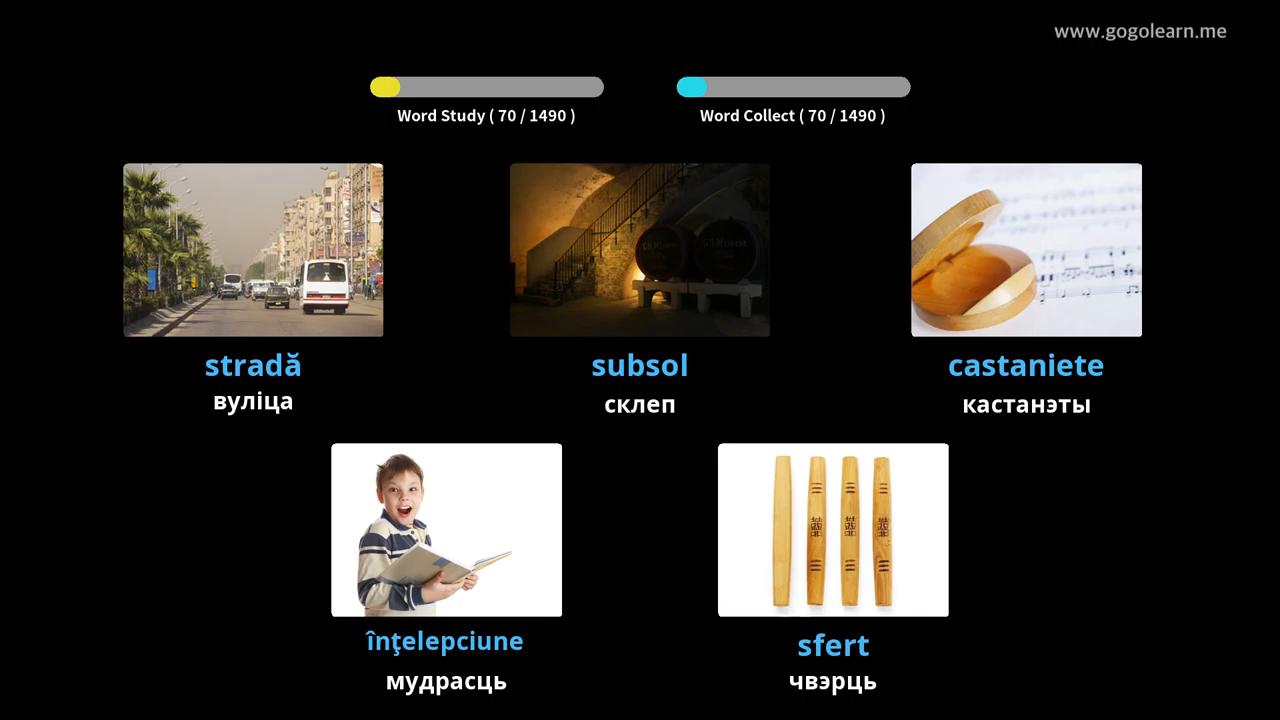 www.gogolearn.me
Word Study ( 70 / 1490 )
Word Collect ( 70 / 1490 )
stradă
вуліца
subsol
склеп
castaniete
кастанэты
înţelepciune
мудрасць
sfert
чвэрць